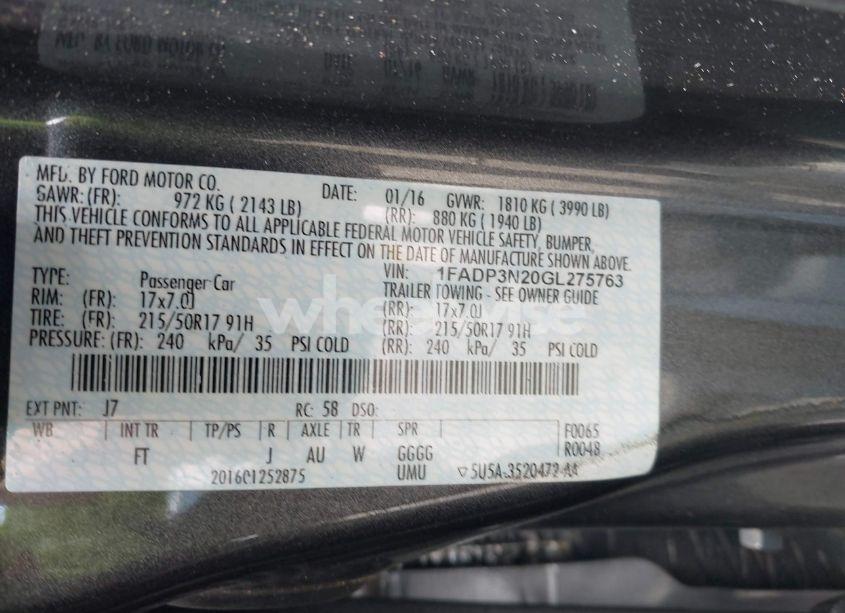 MFD. BY FORD MOTOR CO.
DATE: 01/16 GVWR: 1810 KG ( 3990 LB)
GAWR: (FR): 972 KG ( 2143 LB) (RR): 880 KG ( 1940 LB)
THIS VEHICLE CONFORMS TO ALL APPLICABLE FEDERAL MOTOR VEHICLE SAFETY, BUMPER,
AND THEFT PREVENTION STANDARDS IN EFFECT ON THE DATE OF MANUFACTURE SHOWN ABOVE.
VIN: 1FADP3N20GL275763
TYPE: Passenger Car TRAILER TOWING - SEE OWNER GUIDE
RIM: (FR): 17x7.0J (RR): 17x7.0J
TIRE: (FR): 215/50R17 91H (RR): 215/50R17 91H
PRESSURE: (FR): 240 kPa/ 35 PSI COLD (RR): 240 kPa/ 35 PSI COLD
EXT PNT: J7 RC: 58 DSO:
WB INT TR TP/PS R AXLE TR SPR F0065
FT J AU W GGGG R0048
201601252875 UMU 5U5A-3520472-AA